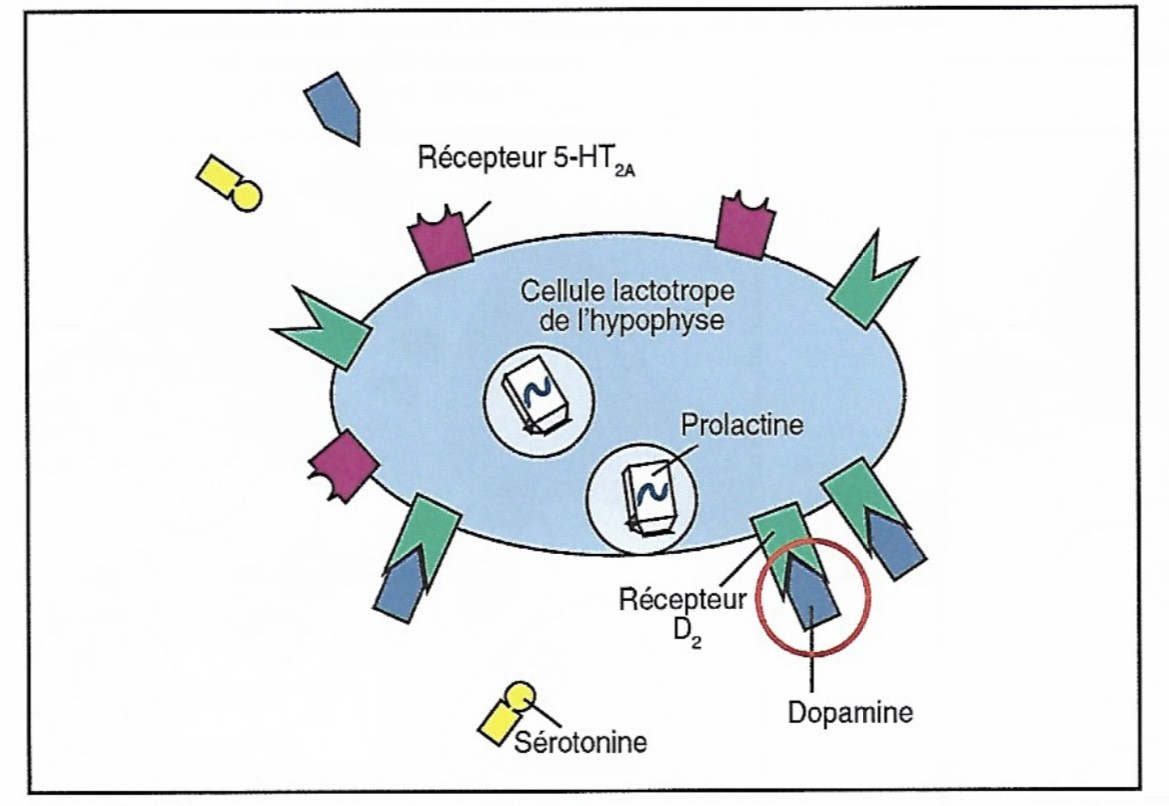 Récepteur 5-HT2A
Cellule lactotrope
de l'hypophyse
Prolactine
Récepteur
D2
Dopamine
Sérotonine